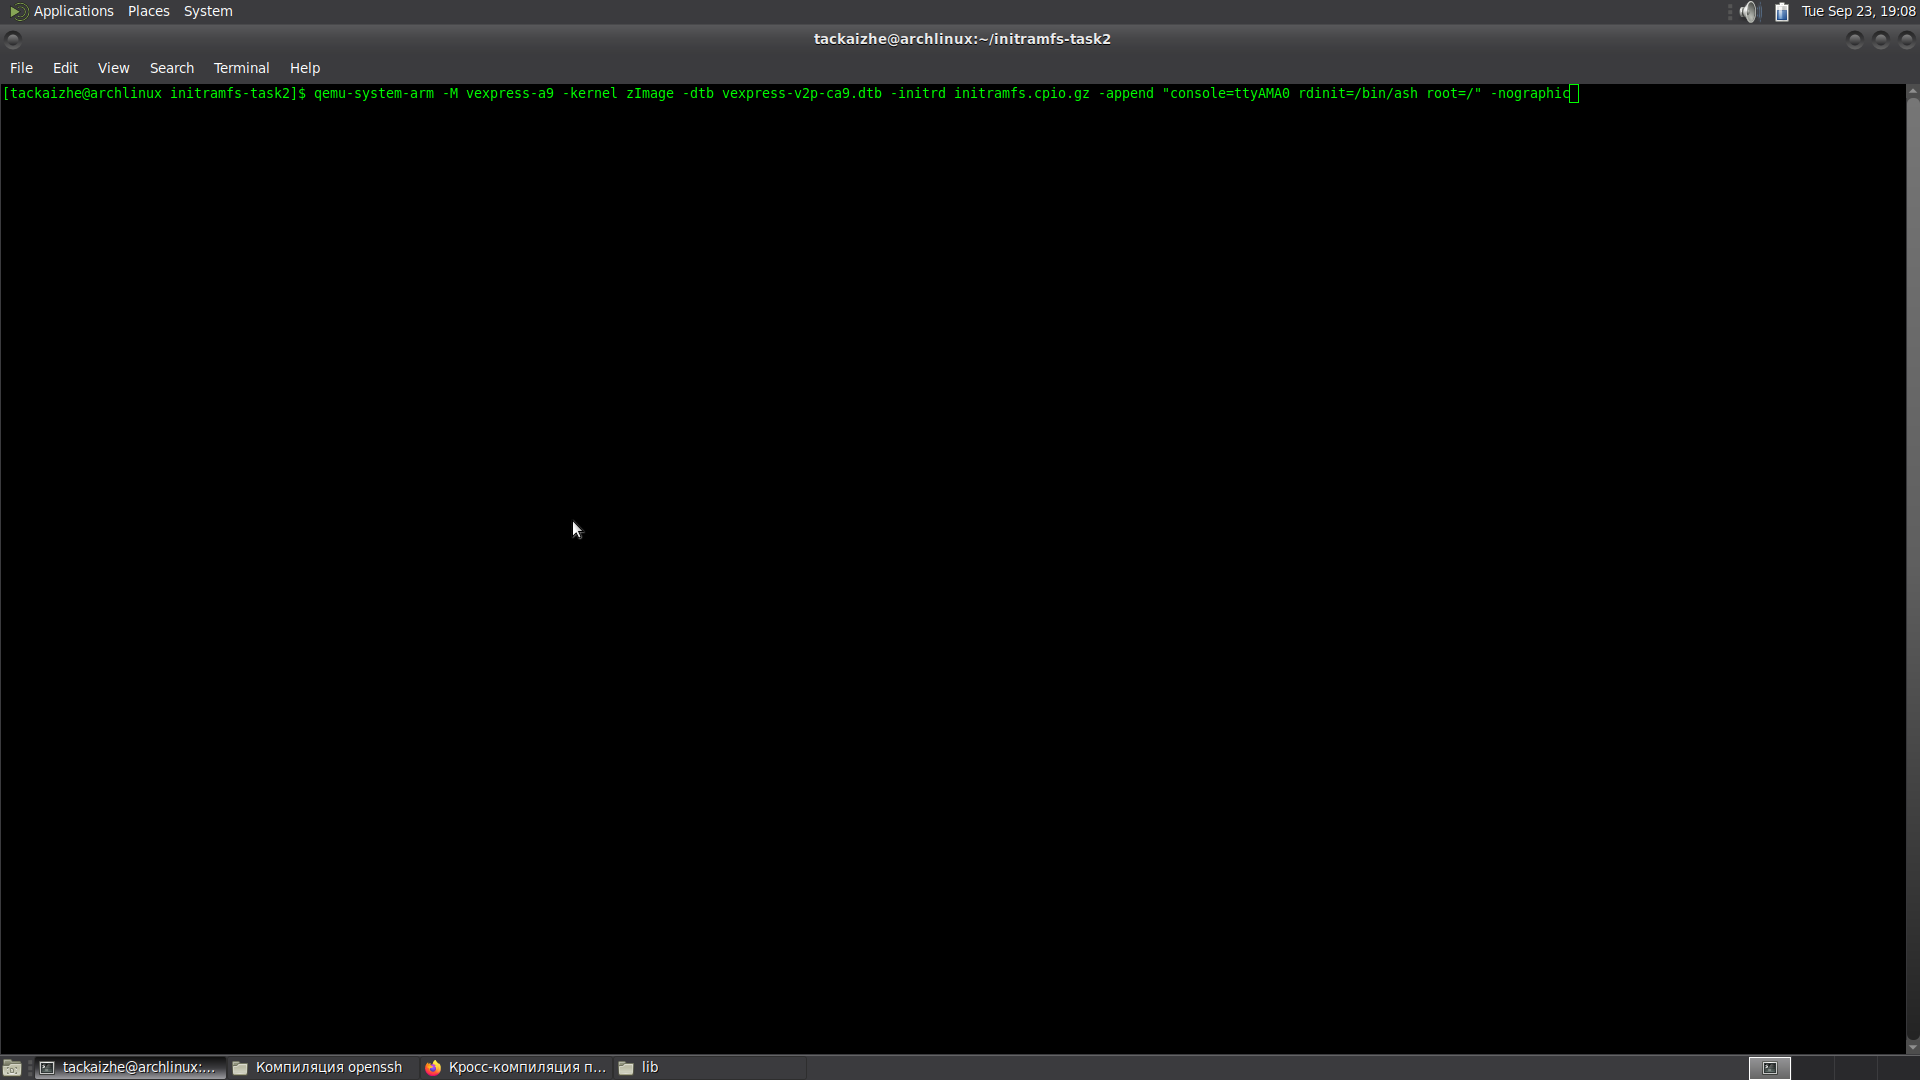 Applications Places System Tue Sep 23, 19:08
tackaizhe@archlinux:~/initramfs-task2
File Edit View Search Terminal Help
[tackaizhe@archlinux initramfs-task2]$ qemu-system-arm -M vexpress-a9 -kernel zImage -dtb vexpress-v2p-ca9.dtb -initrd initramfs.cpio.gz -append "console=ttyAMA0 rdinit=/bin/ash root=/" -nographic
tackaizhe@archlinux:... Компиляция openssh Кросс-компиляция п... lib